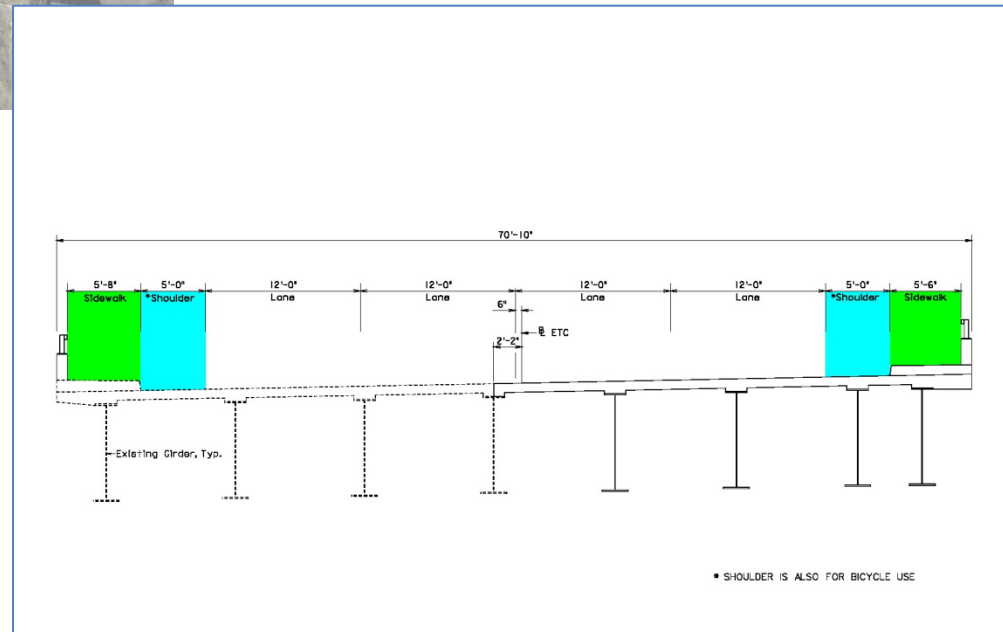 70'-10"
5'-8" 5'-0" 12'-0" 12'-0" 12'-0" 12'-0" 5'-0" 5'-6"
Sidewalk *Shoulder Lane Lane Lane Lane *Shoulder Sidewalk
6"
℄ ETC
2'-2"
Existing Girder, Typ.
* SHOULDER IS ALSO FOR BICYCLE USE